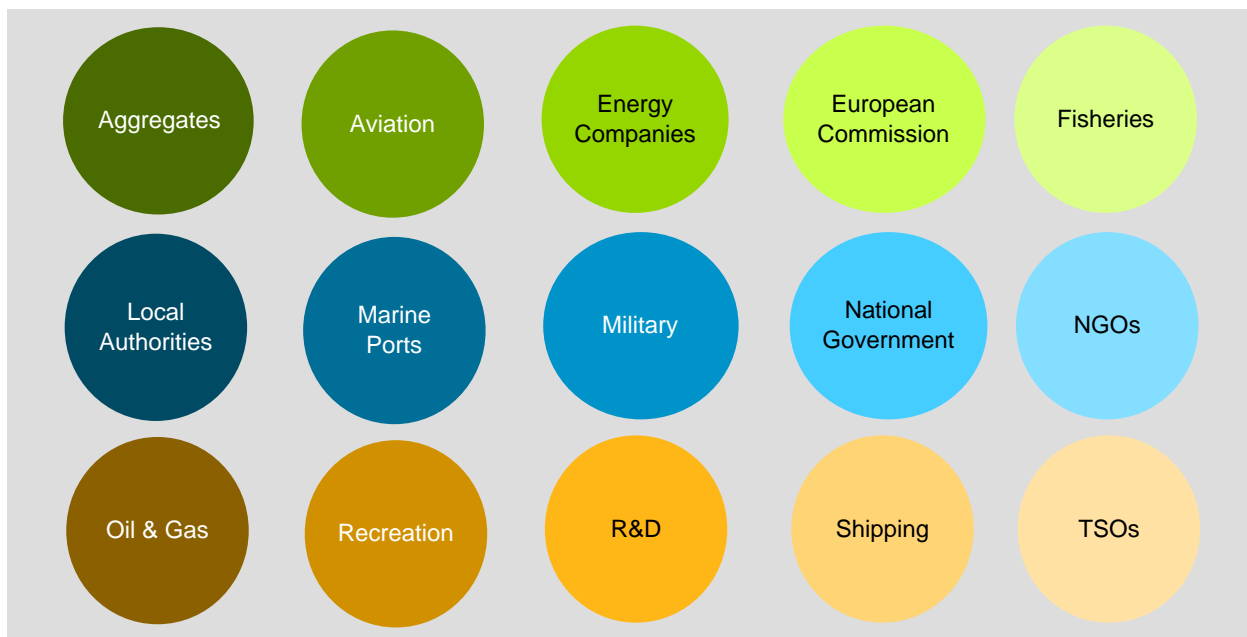 Aggregates
Aviation
Energy
Companies
European
Commission
Fisheries
Local
Authorities
Marine
Ports
Military
National
Government
NGOs
Oil & Gas
Recreation
R&D
Shipping
TSOs